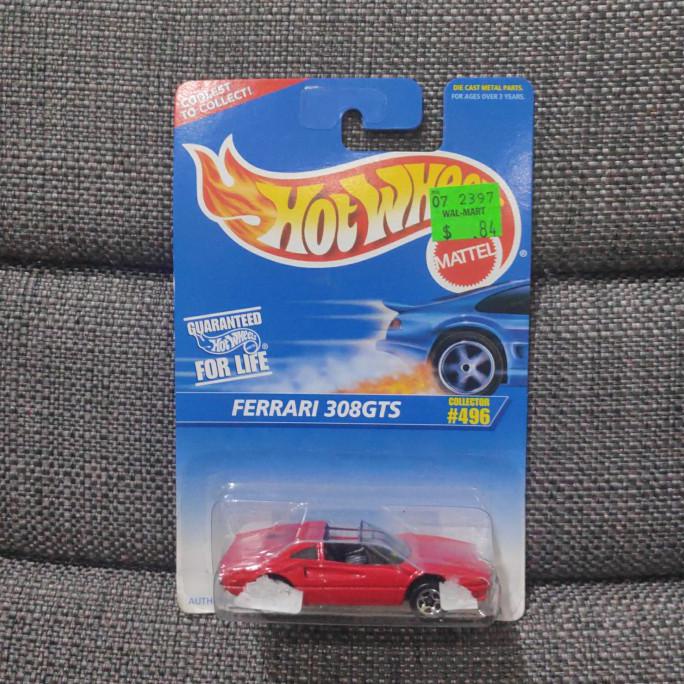 COOLEST
TO COLLECT!
DIE CAST METAL PARTS.
FOR AGES OVER 3 YEARS.
HOT WHEELS
07 2397
WAL-MART
$ .84
MATTEL
®
GUARANTEED
Hot Wheels
®
FOR LIFE
FERRARI 308GTS
COLLECTOR
#496
AUTH